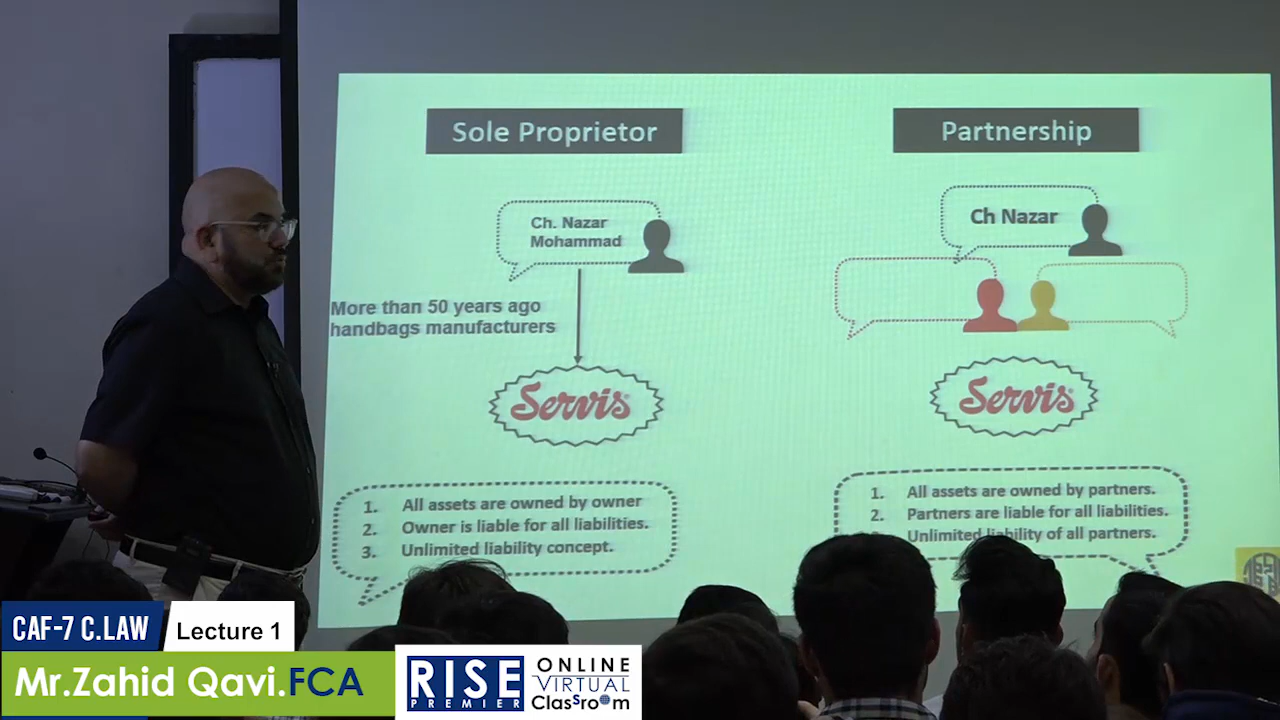 Sole Proprietor
Ch. Nazar
Mohammad
More than 50 years ago
handbags manufacturers
Servis
1. All assets are owned by owner
2. Owner is liable for all liabilities.
3. Unlimited liability concept.
Partnership
Ch Nazar
Servis
1. All assets are owned by partners.
2. Partners are liable for all liabilities.
Unlimited liability of all partners.
CAF-7 C.LAW
Lecture 1
Mr.Zahid Qavi.FCA
RISE
PREMIER
ONLINE
VIRTUAL
Classroom